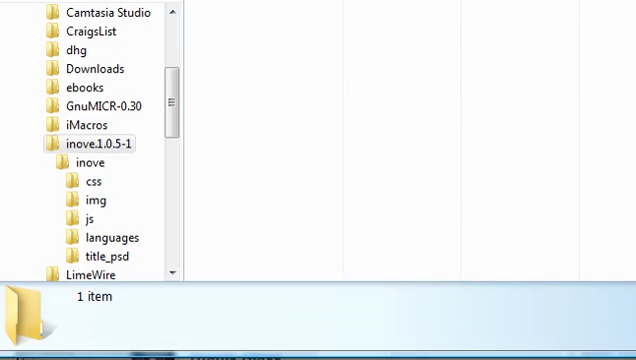 Camtasia Studio
CraigsList
dhg
Downloads
ebooks
GnuMICR-0.30
iMacros
inove.1.0.5-1
inove
css
img
js
languages
title_psd
LimeWire
1 item